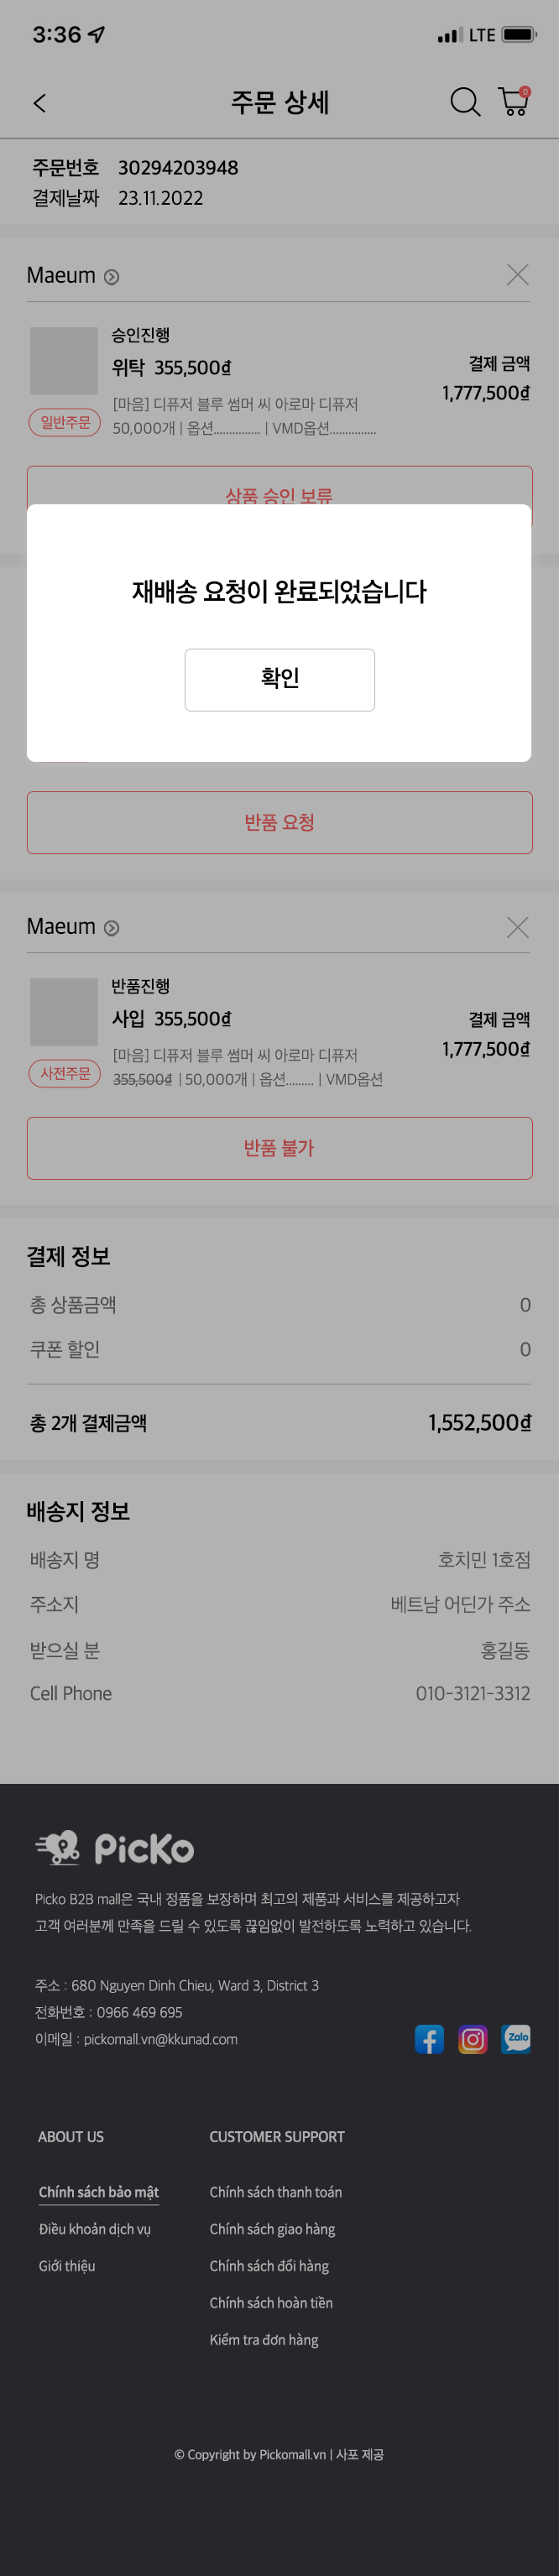 3:36
LTE
주문 상세
0
주문번호 30294203948
결제날짜 23.11.2022
Maeum
승인진행
위탁 355,500₫
결제 금액
1,777,500₫
일반주문
[마음] 디퓨저 블루 썸머 씨 아로마 디퓨저
50,000개 | 옵션............... | VMD옵션...............
상품 승인 보류
재배송 요청이 완료되었습니다
확인
반품 요청
Maeum
반품진행
사입 355,500₫
결제 금액
1,777,500₫
사전주문
[마음] 디퓨저 블루 썸머 씨 아로마 디퓨저
355,500₫ | 50,000개 | 옵션......... | VMD옵션
반품 불가
결제 정보
총 상품금액 0
쿠폰 할인 0
총 2개 결제금액 1,552,500₫
배송지 정보
배송지 명 호치민 1호점
주소지 베트남 어딘가 주소
받으실 분 홍길동
Cell Phone 010-3121-3312
PicKo
Picko B2B mall은 국내 정품을 보장하며 최고의 제품과 서비스를 제공하고자
고객 여러분께 만족을 드릴 수 있도록 끊임없이 발전하도록 노력하고 있습니다.
주소 : 680 Nguyen Dinh Chieu, Ward 3, District 3
전화번호 : 0966 469 695
이메일 : pickomall.vn@kkunad.com
Zalo
ABOUT US
CUSTOMER SUPPORT
Chính sách bảo mật
Chính sách thanh toán
Điều khoản dịch vụ
Chính sách giao hàng
Giới thiệu
Chính sách đổi hàng
Chính sách hoàn tiền
Kiểm tra đơn hàng
© Copyright by Pickomall.vn | 사포 제공